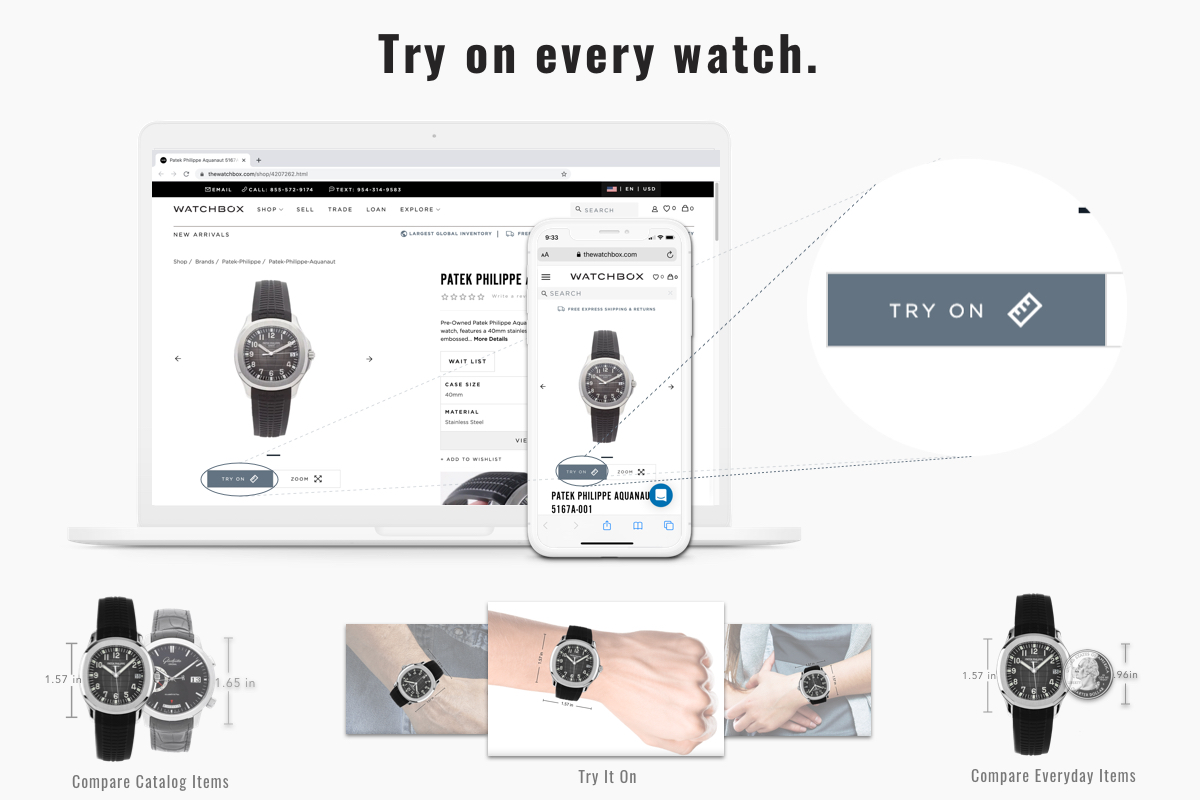 Try on every watch.
Patek Philippe Aquanaut 5167
thewatchbox.com/shop/4207262.html
EMAIL CALL: 855-572-9174 TEXT: 954-314-9583 | EN | USD
WATCHBOX SHOP SELL TRADE LOAN EXPLORE SEARCH 0 0
NEW ARRIVALS LARGEST GLOBAL INVENTORY | FREE
Shop / Brands / Patek-Philippe / Patek-Philippe-Aquanaut
PATEK PHILIPPE A
Write a rev
Pre-Owned Patek Philippe Aqua
watch, features a 40mm stainles
embossed... More Details
WAIT LIST
CASE SIZE
40mm
MATERIAL
Stainless Steel
VIE
+ ADD TO WISHLIST
TRY ON ZOOM
9:33
AA thewatchbox.com
WATCHBOX 0 0
SEARCH
FREE EXPRESS SHIPPING & RETURNS
TRY ON ZOOM
PATEK PHILIPPE AQUANAU
5167A-001
TRY ON
1.57 in
1.65 in
Compare Catalog Items
1.57 in
1.57 in
Try It On
1.57 in
.96in
Compare Everyday Items